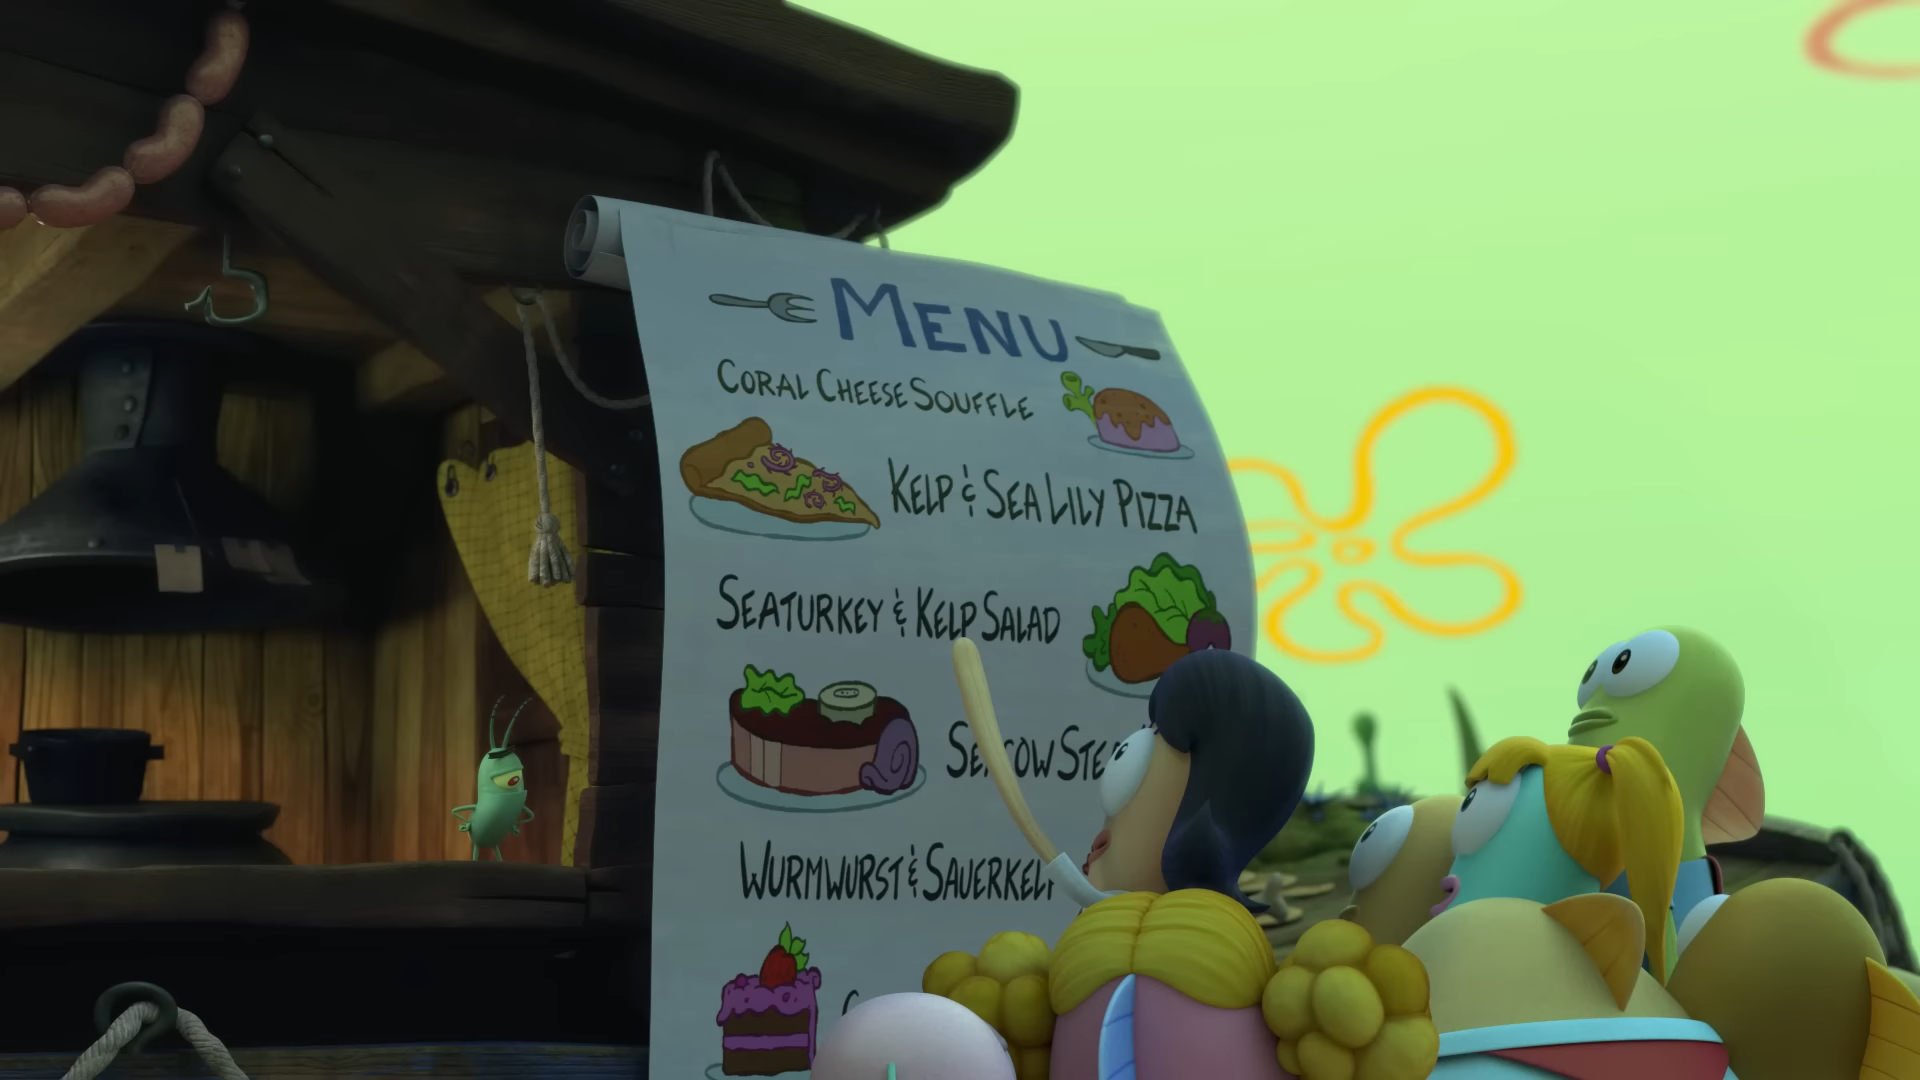 MENU
CORAL CHEESE SOUFFLE
KELP & SEA LILY PIZZA
SEATURKEY & KELP SALAD
WURMWURST & SAUERKELP